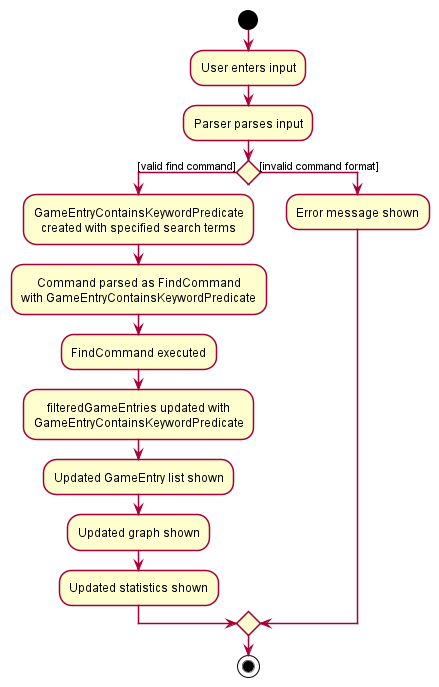 User enters input
Parser parses input
[valid find command]
[invalid command format]
GameEntryContainsKeywordPredicate
created with specified search terms
Error message shown
Command parsed as FindCommand
with GameEntryContainsKeywordPredicate
FindCommand executed
filteredGameEntries updated with
GameEntryContainsKeywordPredicate
Updated GameEntry list shown
Updated graph shown
Updated statistics shown